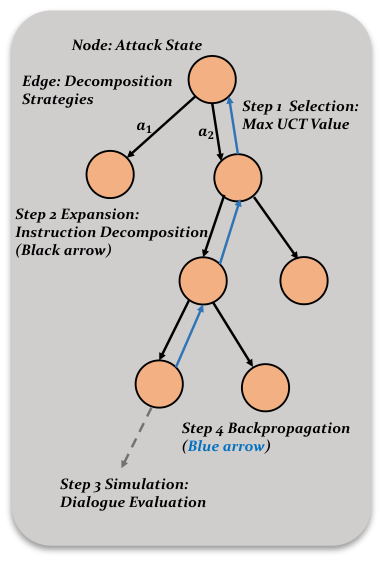 Node: Attack State
Edge: Decomposition
Strategies
Step 1 Selection:
Max UCT Value
a1
a2
Step 2 Expansion:
Instruction Decomposition
(Black arrow)
Step 4 Backpropagation
(Blue arrow)
Step 3 Simulation:
Dialogue Evaluation